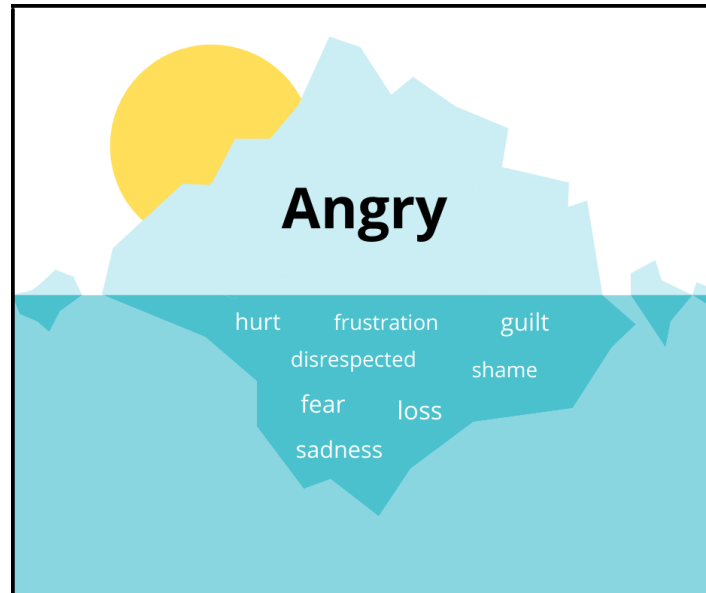 Angry
hurt frustration guilt
disrespected
shame
fear
loss
sadness